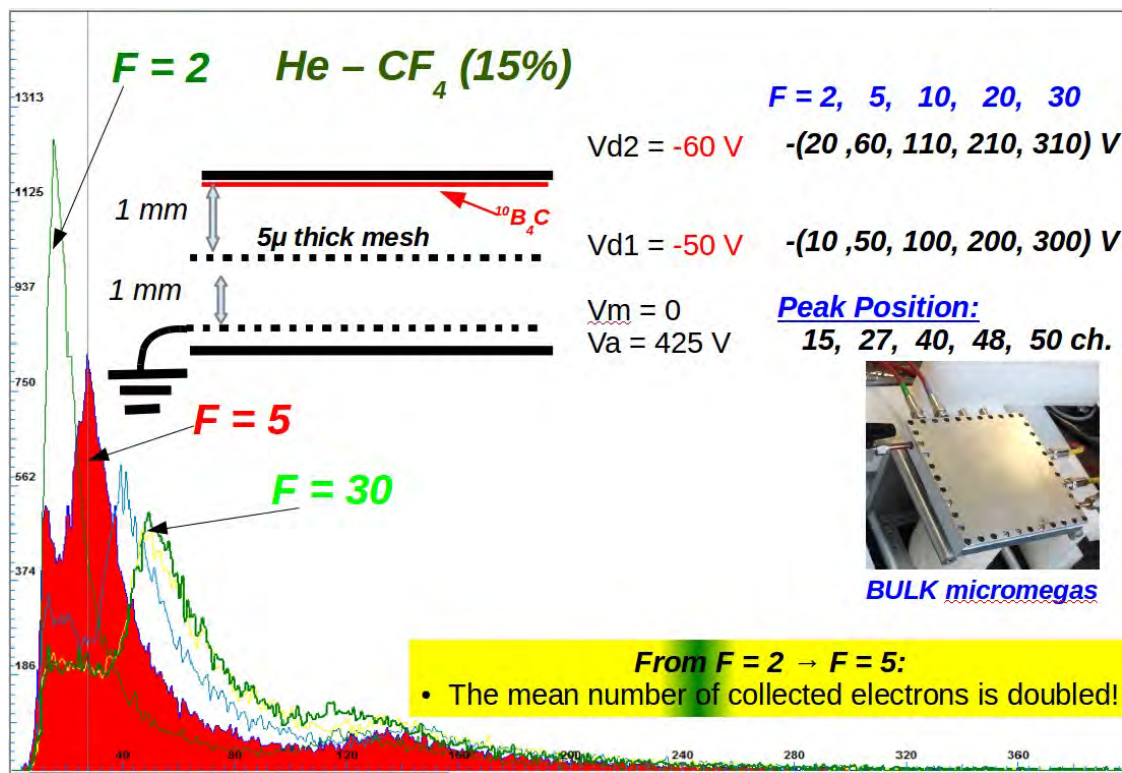 F = 2
He – CF4 (15%)
F = 2, 5, 10, 20, 30
Vd2 = -60 V -(20 ,60, 110, 210, 310) V
1 mm
10B4C
5µ thick mesh
Vd1 = -50 V -(10 ,50, 100, 200, 300) V
1 mm
Vm = 0
Peak Position:
Va = 425 V
15, 27, 40, 48, 50 ch.
F = 5
F = 30
BULK micromegas
From F = 2 → F = 5:
• The mean number of collected electrons is doubled!
1313
1125
937
750
562
374
186
40 80 120 160 200 240 280 320 360